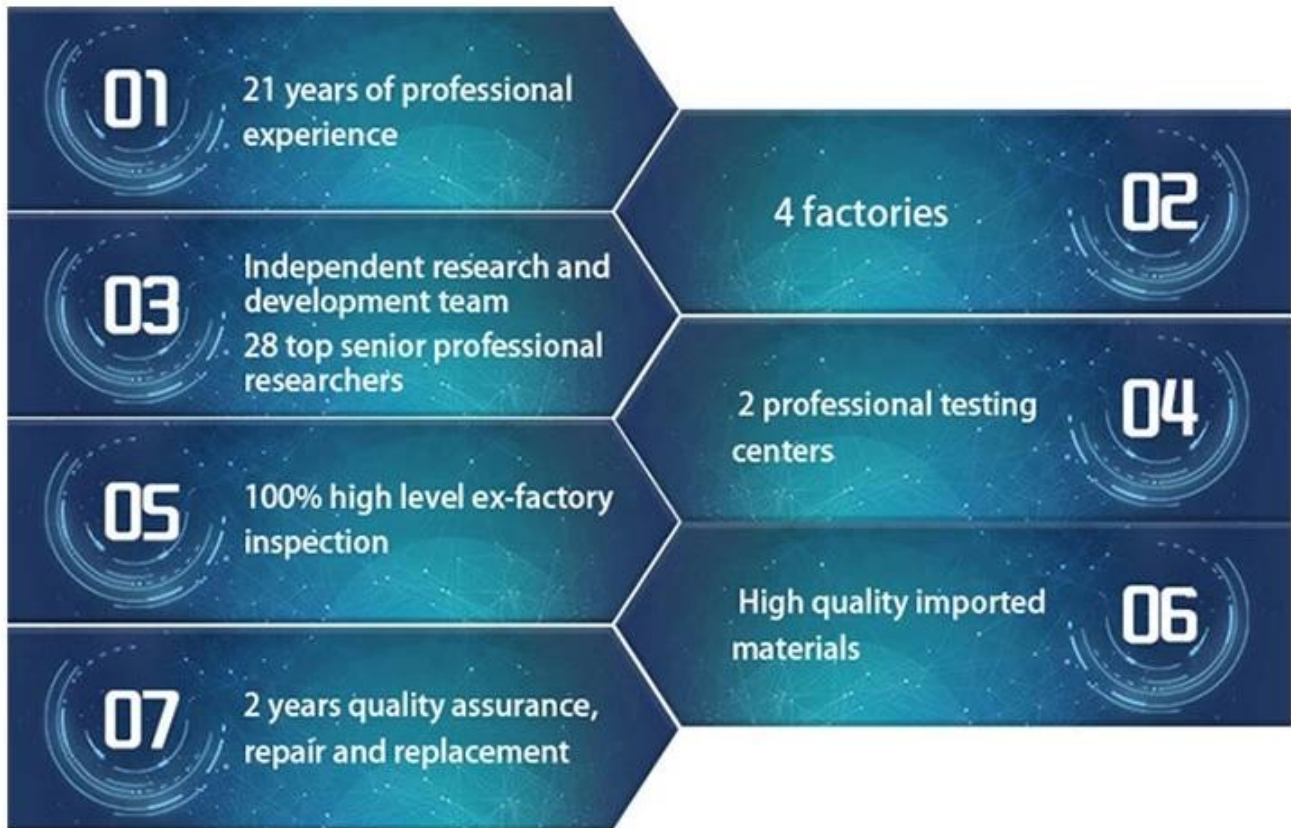 01
21 years of professional
experience
02
4 factories
03
Independent research and
development team
28 top senior professional
researchers
04
2 professional testing
centers
05
100% high level ex-factory
inspection
06
High quality imported
materials
07
2 years quality assurance,
repair and replacement